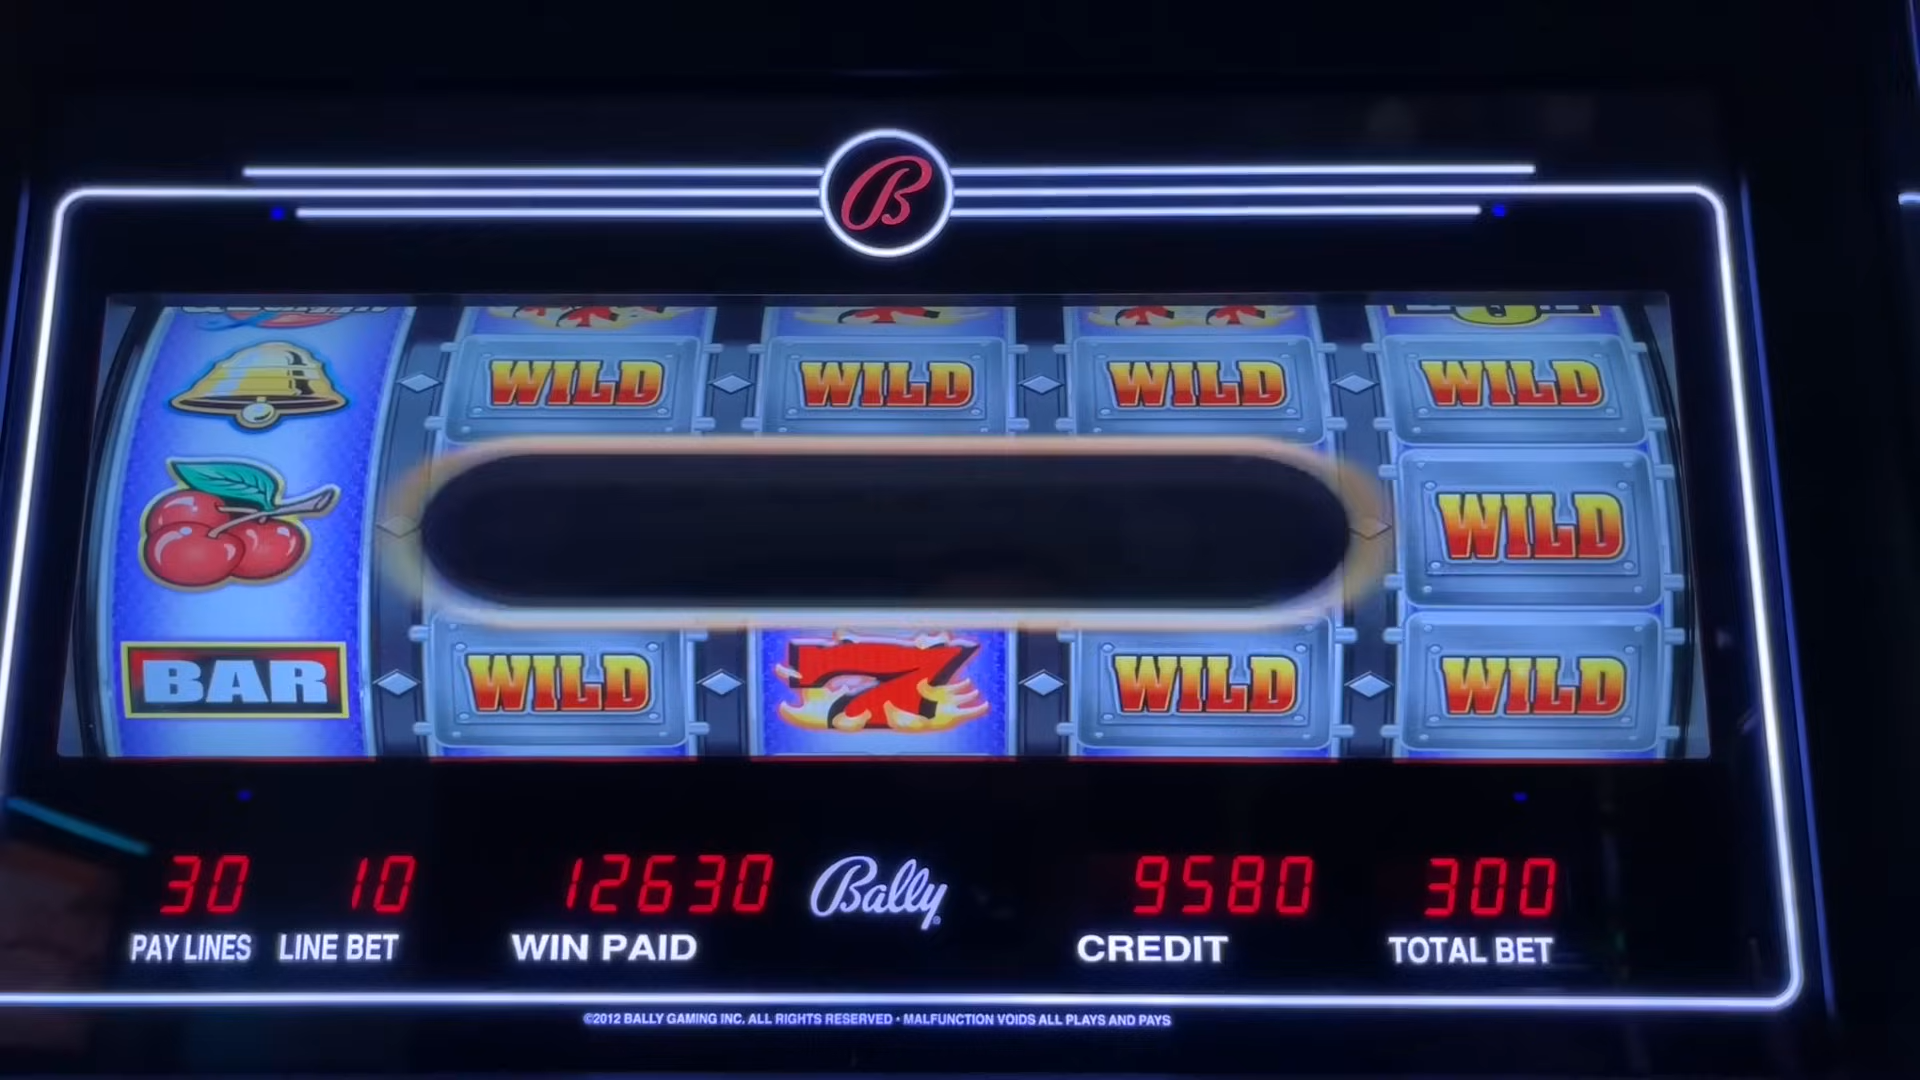 B
WILD WILD WILD WILD
WILD
BAR WILD 7 WILD WILD
30 10 12630 Bally 9580 300
PAY LINES LINE BET WIN PAID CREDIT TOTAL BET
©2012 BALLY GAMING INC. ALL RIGHTS RESERVED • MALFUNCTION VOIDS ALL PLAYS AND PAYS